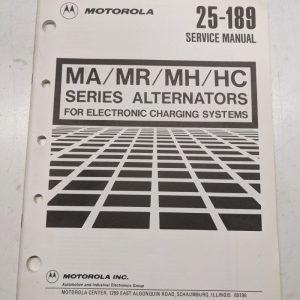 MOTOROLA
25-189
SERVICE MANUAL
MA/MR/MH/HC
SERIES ALTERNATORS
FOR ELECTRONIC CHARGING SYSTEMS
MOTOROLA INC.
Automotive and Industrial Electronics Group
MOTOROLA CENTER, 1299 EAST ALGONQUIN ROAD, SCHAUMBURG, ILLINOIS 60196